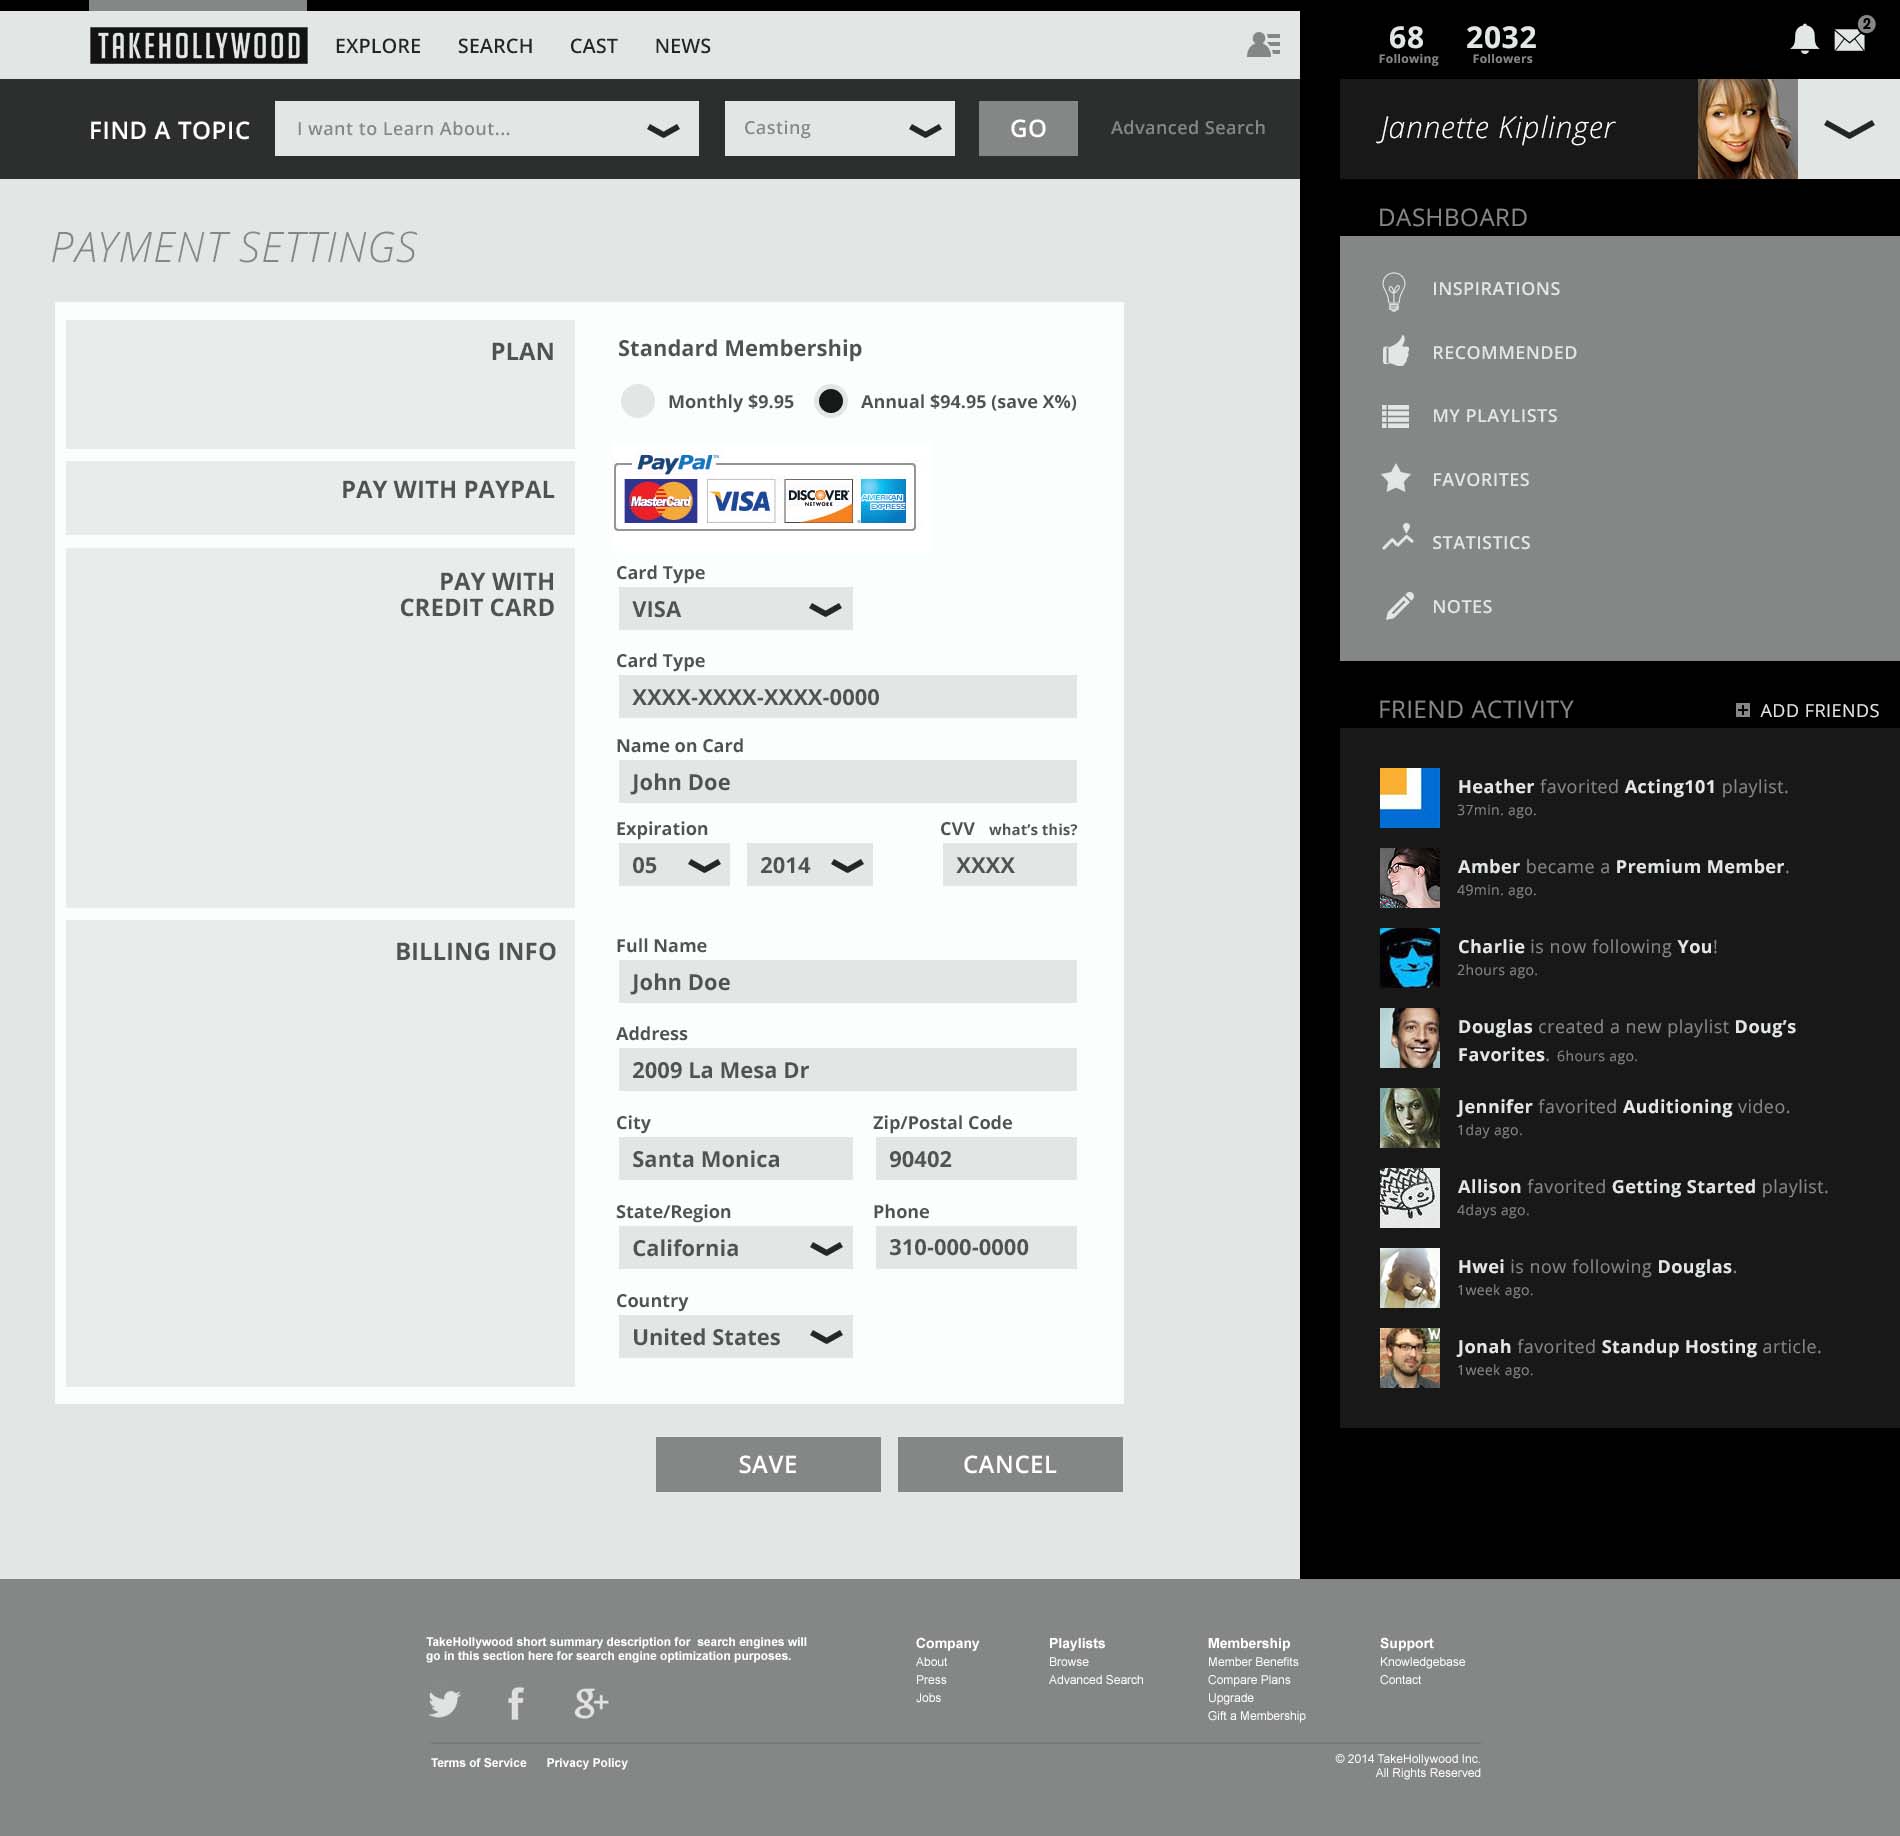 TAKEHOLLYWOOD EXPLORE SEARCH CAST NEWS
68 2032 2
Following Followers
FIND A TOPIC I want to Learn About... Casting GO Advanced Search
Jannette Kiplinger
PAYMENT SETTINGS
PLAN
Standard Membership
Monthly $9.95 Annual $94.95 (save X%)
PAY WITH PAYPAL
PayPal™
MasterCard VISA DISCOVER NETWORK AMERICAN EXPRESS
PAY WITH
CREDIT CARD
Card Type
VISA
Card Type
XXXX-XXXX-XXXX-0000
Name on Card
John Doe
Expiration CVV what's this?
05 2014 XXXX
BILLING INFO
Full Name
John Doe
Address
2009 La Mesa Dr
City Zip/Postal Code
Santa Monica 90402
State/Region Phone
California 310-000-0000
Country
United States
SAVE CANCEL
DASHBOARD
INSPIRATIONS
RECOMMENDED
MY PLAYLISTS
FAVORITES
STATISTICS
NOTES
FRIEND ACTIVITY ADD FRIENDS
Heather favorited Acting101 playlist.
37min. ago.
Amber became a Premium Member.
49min. ago.
Charlie is now following You!
2hours ago.
Douglas created a new playlist Doug's
Favorites. 6hours ago.
Jennifer favorited Auditioning video.
1day ago.
Allison favorited Getting Started playlist.
4days ago.
Hwei is now following Douglas.
1week ago.
Jonah favorited Standup Hosting article.
1week ago.
TakeHollywood short summary description for  search engines will
go in this section here for search engine optimization purposes.
f g+
Company
About
Press
Jobs
Playlists
Browse
Advanced Search
Membership
Member Benefits
Compare Plans
Upgrade
Gift a Membership
Support
Knowledgebase
Contact
Terms of Service Privacy Policy
© 2014 TakeHollywood Inc.
All Rights Reserved